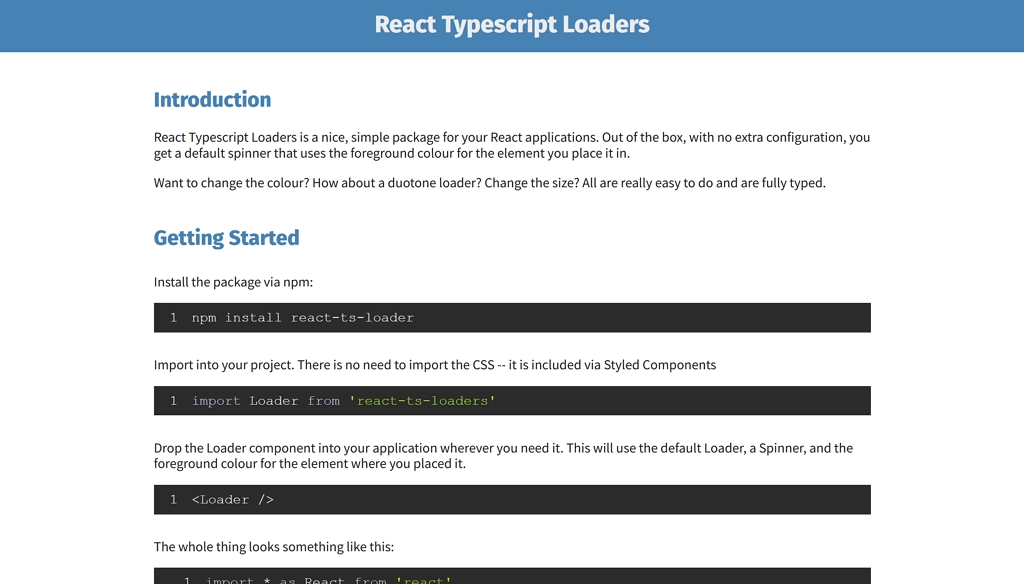 React Typescript Loaders
Introduction
React Typescript Loaders is a nice, simple package for your React applications. Out of the box, with no extra configuration, you
get a default spinner that uses the foreground colour for the element you place it in.
Want to change the colour? How about a duotone loader? Change the size? All are really easy to do and are fully typed.
Getting Started
Install the package via npm:
1 npm install react-ts-loader
Import into your project. There is no need to import the CSS -- it is included via Styled Components
1 import Loader from 'react-ts-loaders'
Drop the Loader component into your application wherever you need it. This will use the default Loader, a Spinner, and the
foreground colour for the element where you placed it.
1 <Loader />
The whole thing looks something like this:
1 import * as React from 'react'